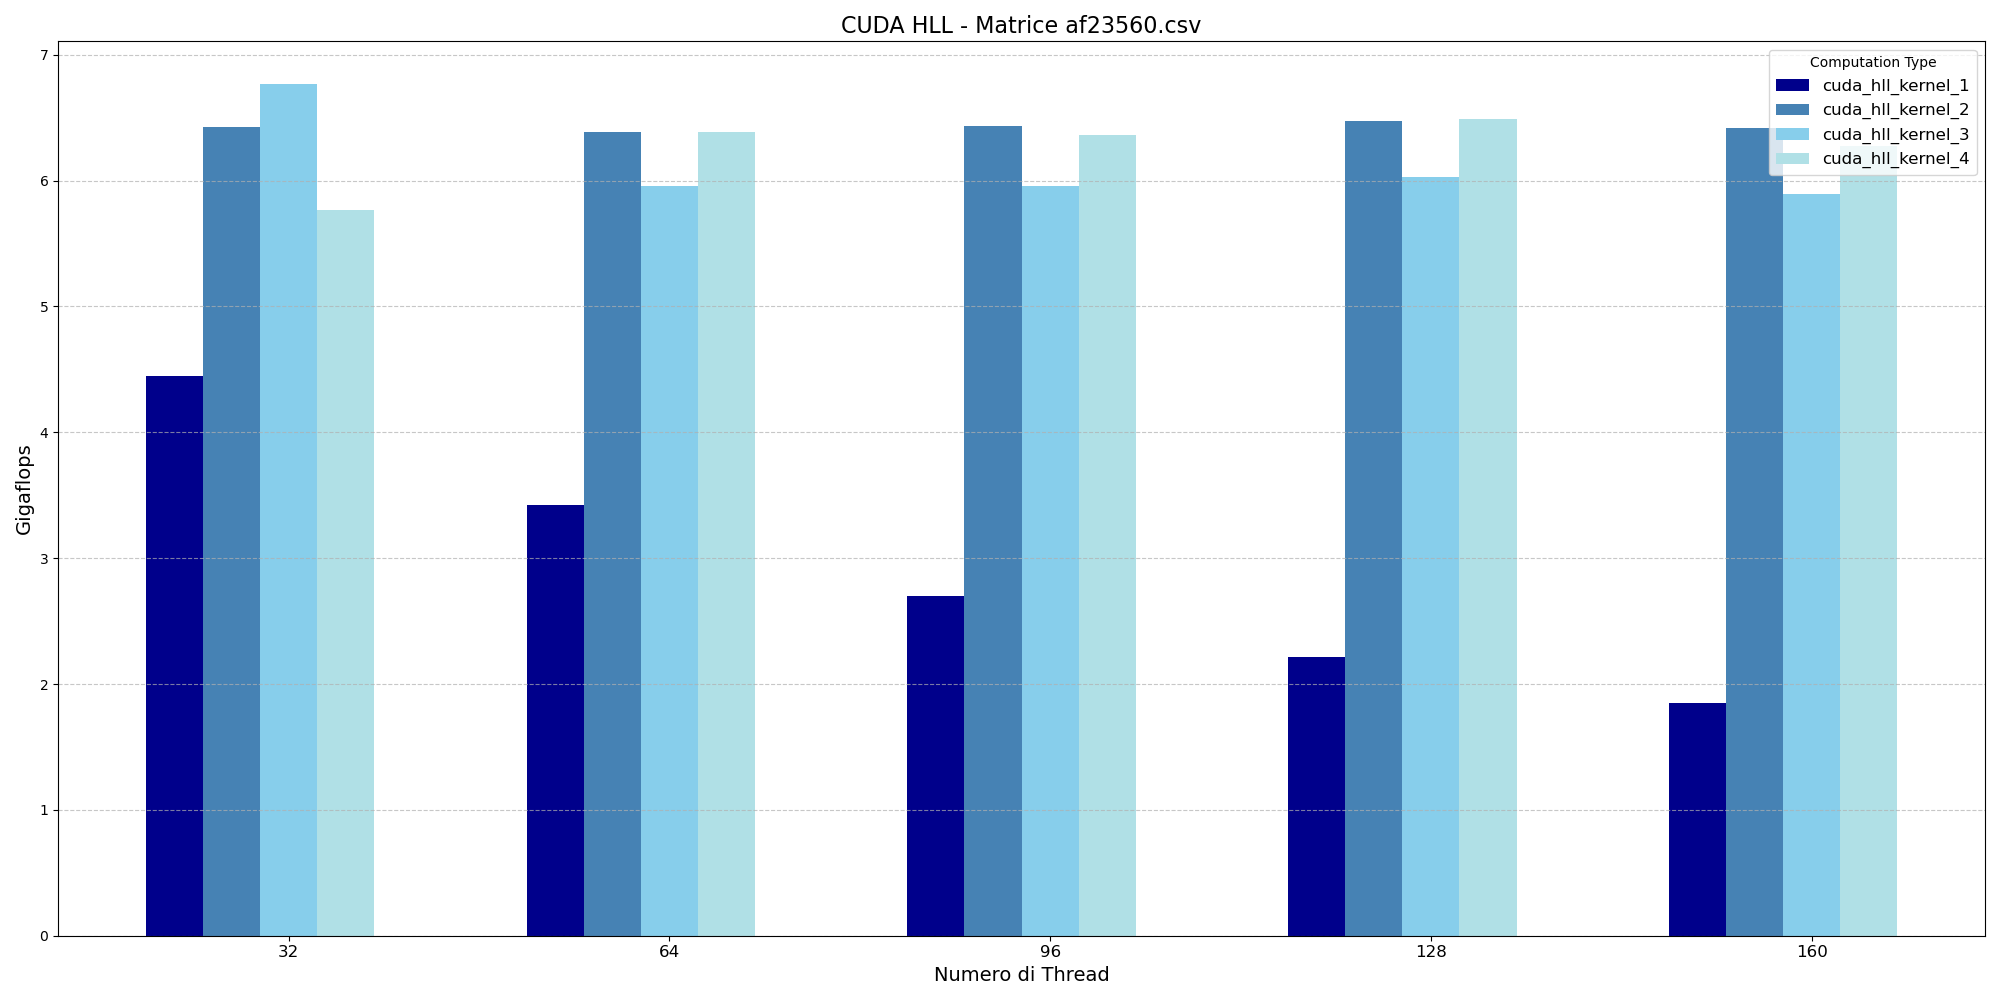 CUDA HLL - Matrice af23560.csv
Computation Type
cuda_hll_kernel_1
cuda_hll_kernel_2
cuda_hll_kernel_3
cuda_hll_kernel_4
Gigaflops
7
6
5
4
3
2
1
0
32 64 96 128 160
Numero di Thread